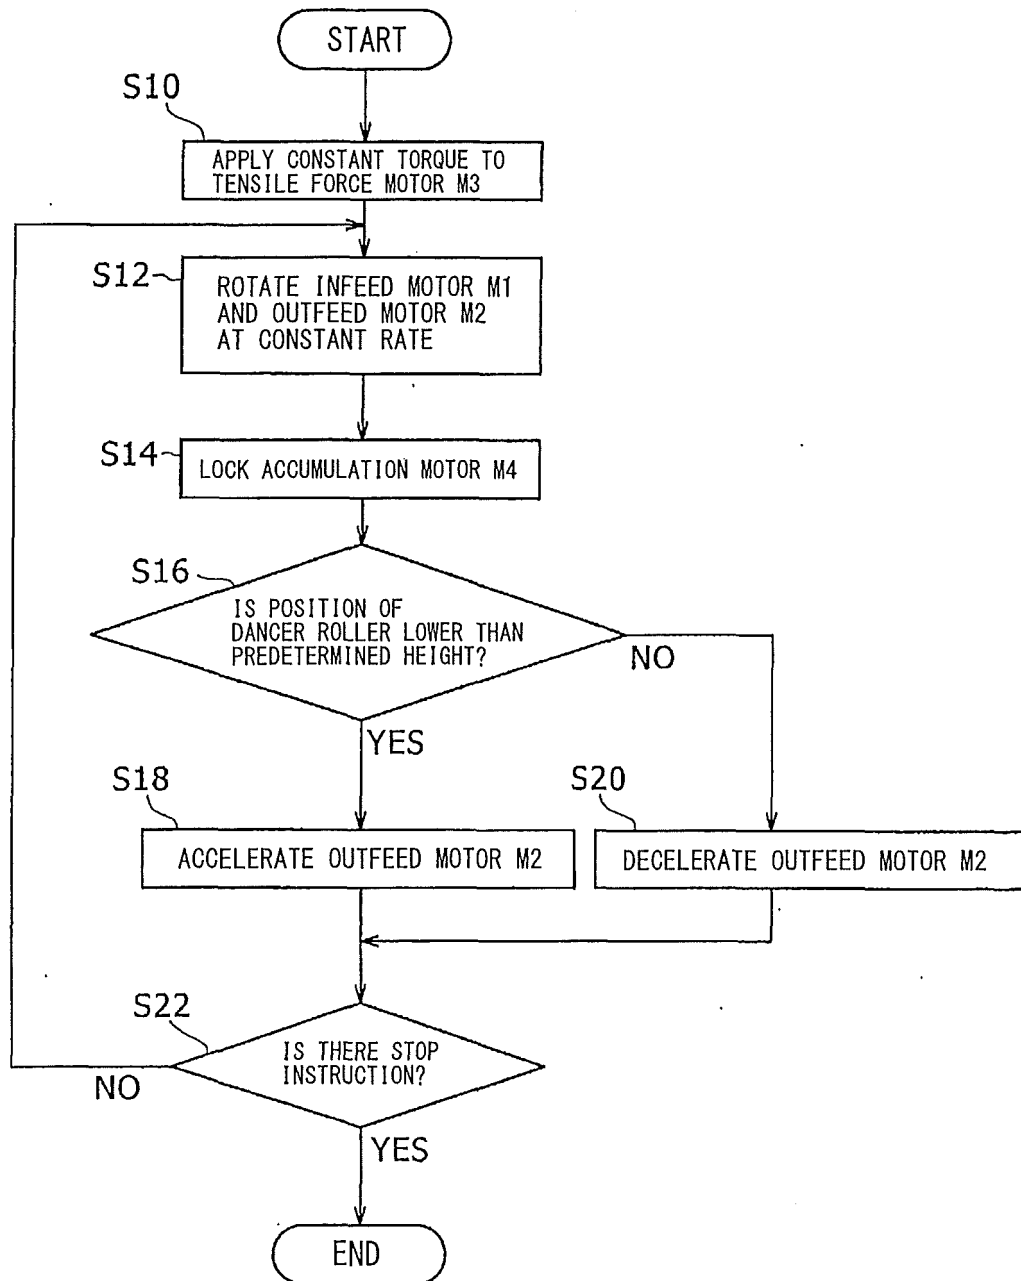 START
S10
APPLY CONSTANT TORQUE TO
TENSILE FORCE MOTOR M3
S12
ROTATE INFEED MOTOR M1
AND OUTFEED MOTOR M2
AT CONSTANT RATE
S14
LOCK ACCUMULATION MOTOR M4
S16
IS POSITION OF
DANCER ROLLER LOWER THAN
PREDETERMINED HEIGHT?
NO
YES
S18
ACCELERATE OUTFEED MOTOR M2
S20
DECELERATE OUTFEED MOTOR M2
S22
IS THERE STOP
INSTRUCTION?
NO
YES
END